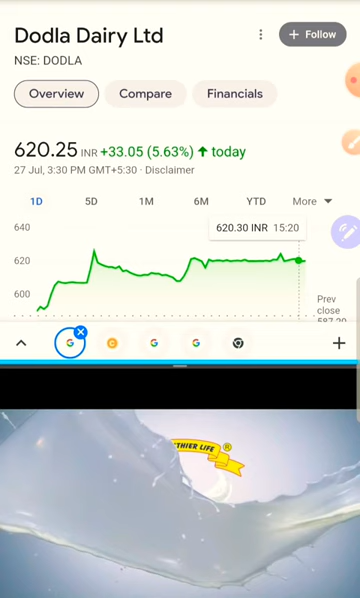 Dodla Dairy Ltd
+ Follow
NSE: DODLA
Overview
Compare
Financials
620.25 INR +33.05 (5.63%) ↑ today
27 Jul, 3:30 PM GMT+5:30 · Disclaimer
1D 5D 1M 6M YTD More
620.30 INR 15:20
640
620
600
Prev
close
LIFE ®